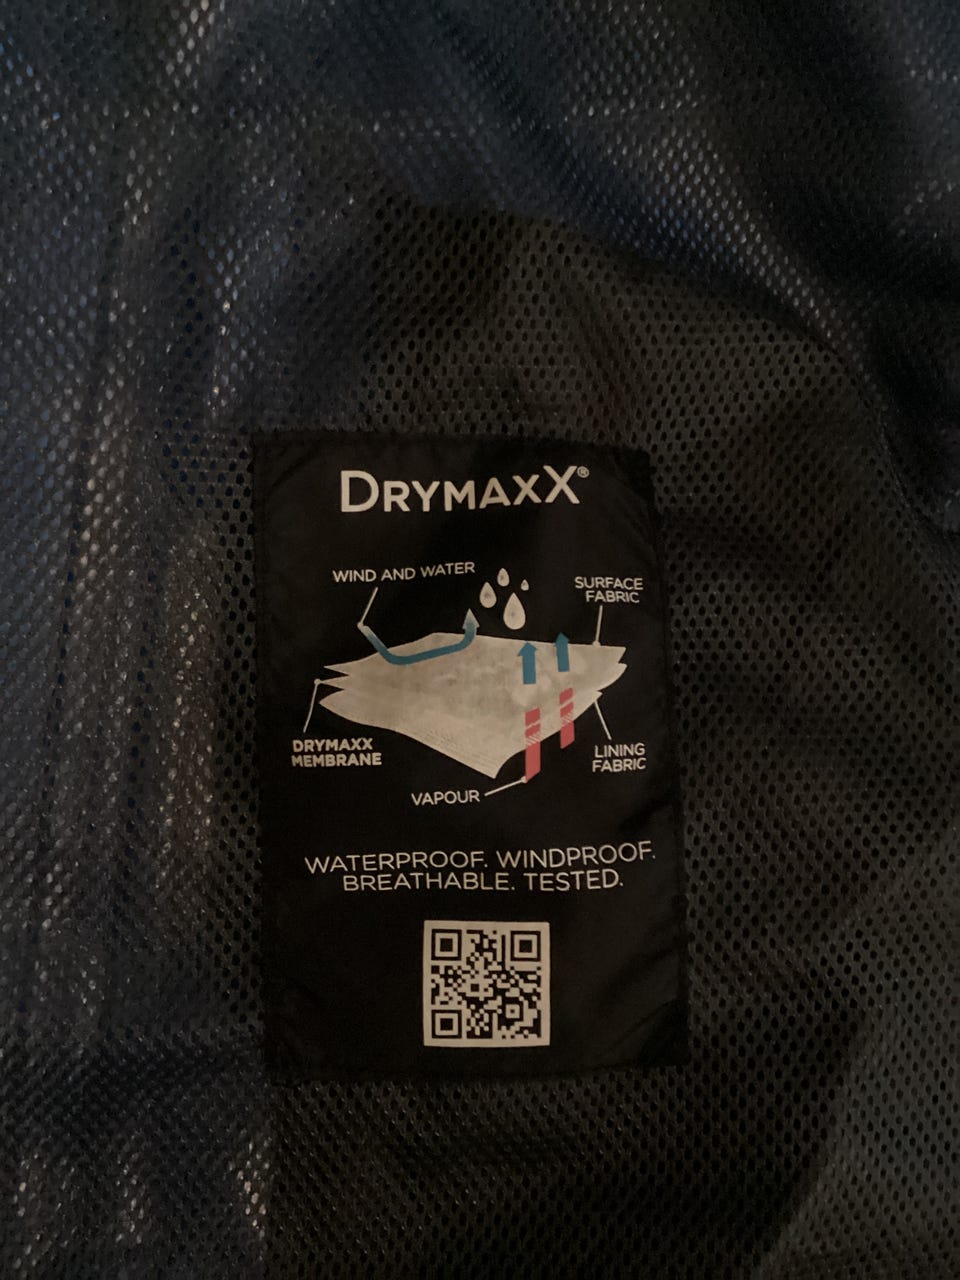 DRYMAXX®
WIND AND WATER
SURFACE
FABRIC
DRYMAXX
MEMBRANE
LINING
FABRIC
VAPOUR
WATERPROOF. WINDPROOF.
BREATHABLE. TESTED.